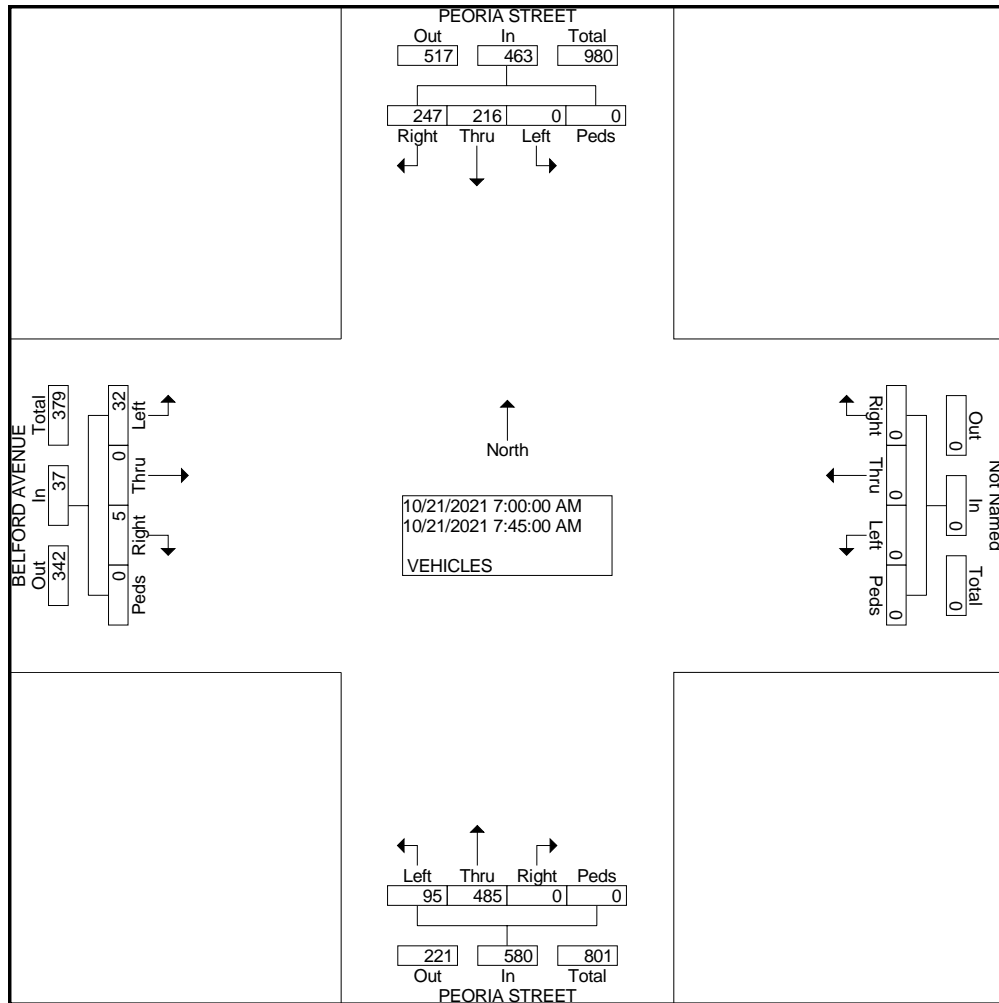 PEORIA STREET
Out In Total
517 463 980
247 216 0 0
Right Thru Left Peds
BELFORD AVENUE
Total In Out
379 37 342
32 0 5 0
Left Thru Right Peds
North
10/21/2021 7:00:00 AM
10/21/2021 7:45:00 AM
VEHICLES
Right Thru Left Peds
0 0 0 0
Out In Total
0 0 0
Not Named
Left Thru Right Peds
95 485 0 0
221 580 801
Out In Total
PEORIA STREET